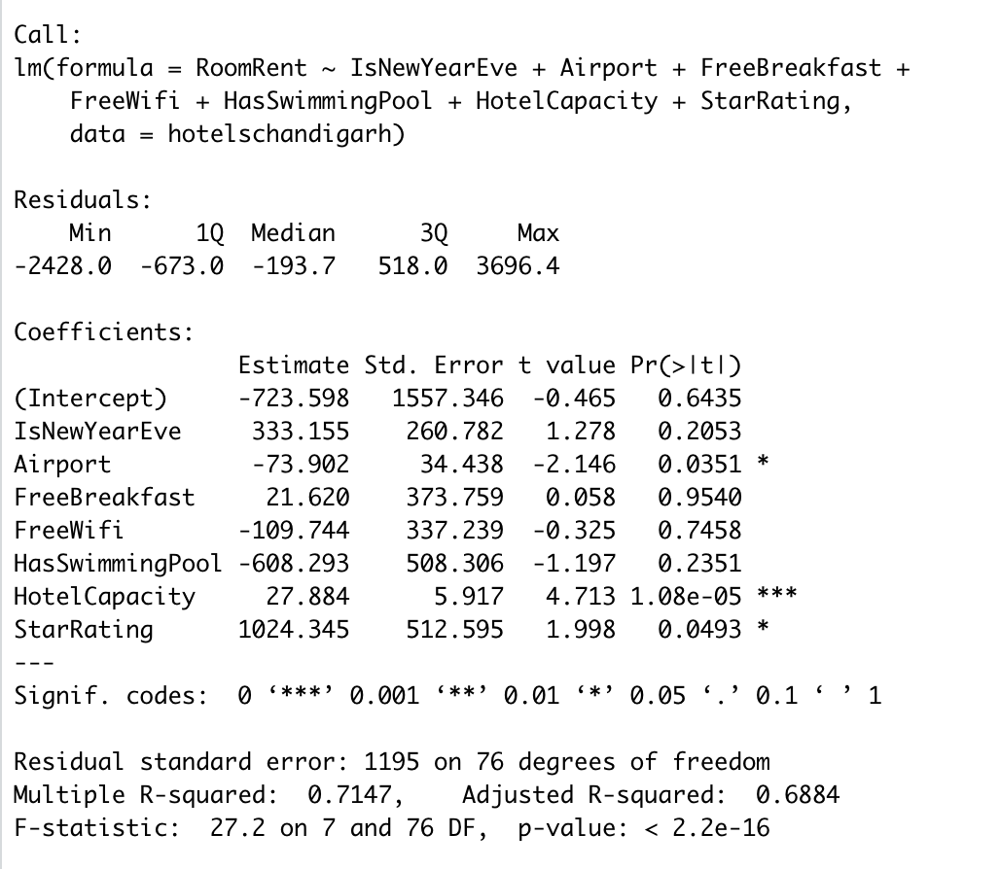 Call:
lm(formula = RoomRent ~ IsNewYearEve + Airport + FreeBreakfast +
    FreeWifi + HasSwimmingPool + HotelCapacity + StarRating,
    data = hotelschandigarh)

Residuals:
    Min      1Q  Median      3Q     Max
-2428.0  -673.0  -193.7   518.0  3696.4

Coefficients:
                Estimate Std. Error t value Pr(>|t|)
(Intercept)     -723.598   1557.346  -0.465   0.6435
IsNewYearEve     333.155    260.782   1.278   0.2053
Airport          -73.902     34.438  -2.146   0.0351 *
FreeBreakfast     21.620    373.759   0.058   0.9540
FreeWifi        -109.744    337.239  -0.325   0.7458
HasSwimmingPool -608.293    508.306  -1.197   0.2351
HotelCapacity     27.884      5.917   4.713 1.08e-05 ***
StarRating      1024.345    512.595   1.998   0.0493 *
---
Signif. codes:  0 ‘***’ 0.001 ‘**’ 0.01 ‘*’ 0.05 ‘.’ 0.1 ‘ ’ 1

Residual standard error: 1195 on 76 degrees of freedom
Multiple R-squared:  0.7147,    Adjusted R-squared:  0.6884
F-statistic:  27.2 on 7 and 76 DF,  p-value: < 2.2e-16